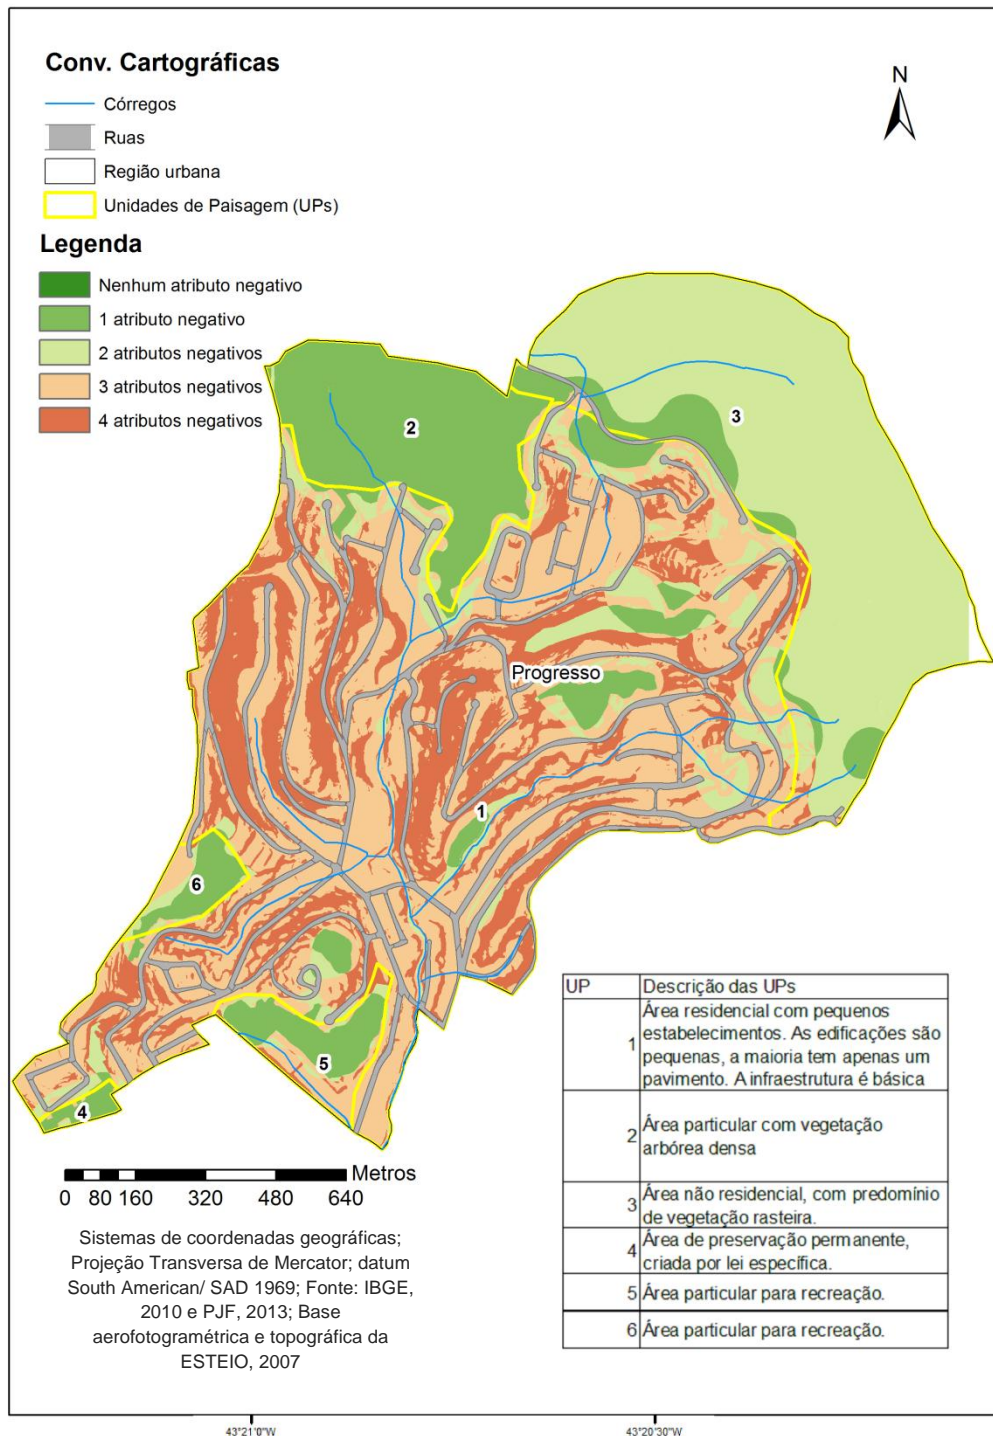 Conv. Cartográficas
Córregos
Ruas
Região urbana
Unidades de Paisagem (UPs)
Legenda
Nenhum atributo negativo
1 atributo negativo
2 atributos negativos
3 atributos negativos
4 atributos negativos
N
2
3
Progresso
1
6
5
4
Metros
0 80 160 320 480 640
Sistemas de coordenadas geográficas;
Projeção Transversa de Mercator; datum
South American/ SAD 1969; Fonte: IBGE,
2010 e PJF, 2013; Base
aerofotogramétrica e topográfica da
ESTEIO, 2007
UP Descrição das UPs
Área residencial com pequenos
1 estabelecimentos. As edificações são
pequenas, a maioria tem apenas um
pavimento. A infraestrutura é básica
2 Área particular com vegetação
arbórea densa
3 Área não residencial, com predomínio
de vegetação rasteira.
4 Área de preservação permanente,
criada por lei específica.
5 Área particular para recreação.
6 Área particular para recreação.
43°21'0"W
43°20'30"W